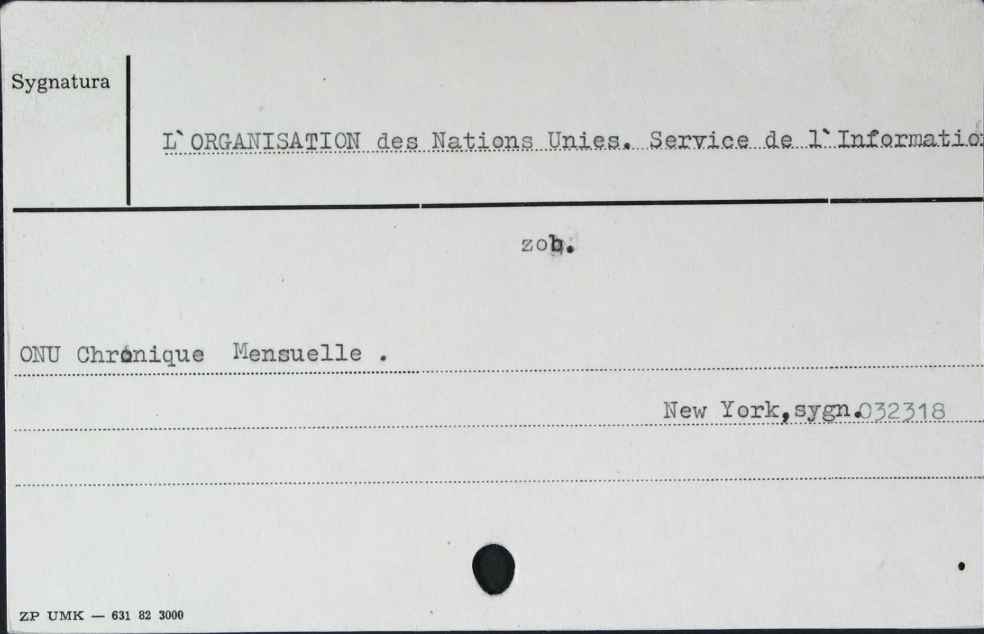 Sygnatura
L`ORGANISATION des Nations Unies. Service de l`Informatio
zob.
ONU Chronique Mensuelle .
New York,sygn.032318
ZP UMK — 631 82 3000